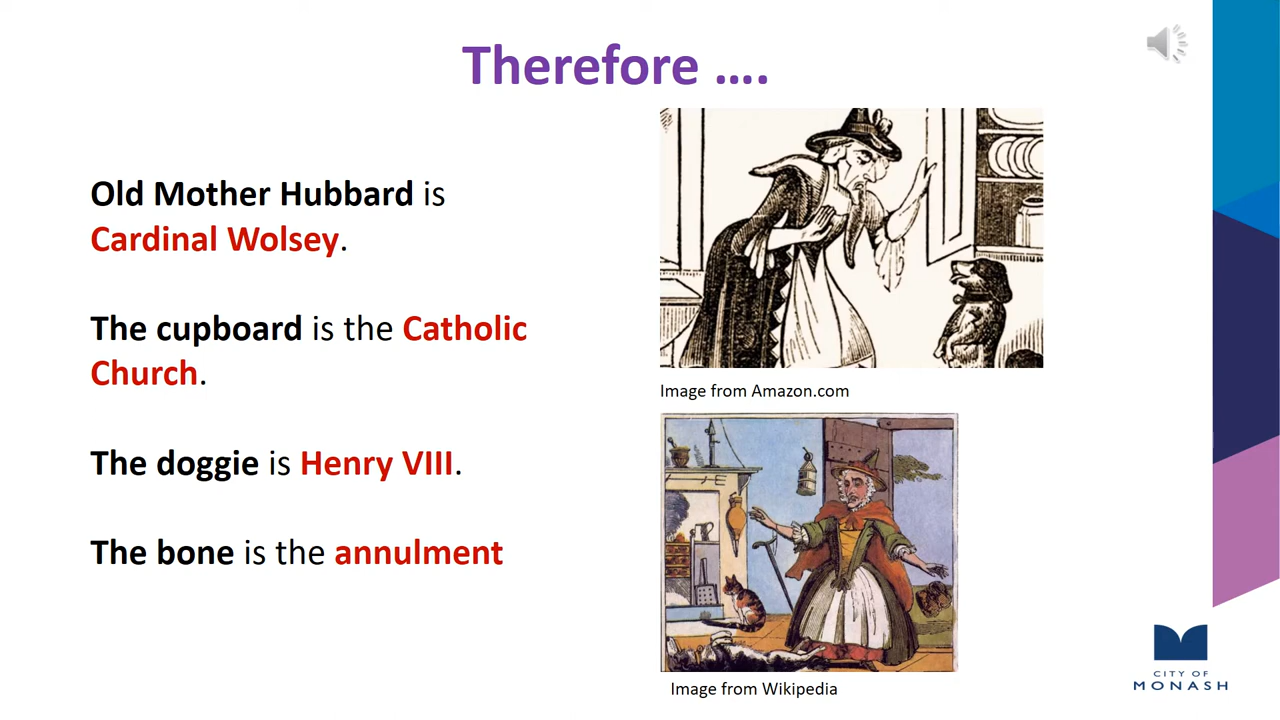 Therefore ….
Old Mother Hubbard is
Cardinal Wolsey.
The cupboard is the Catholic
Church.
The doggie is Henry VIII.
The bone is the annulment
Image from Amazon.com
Image from Wikipedia
CITY OF
MONASH